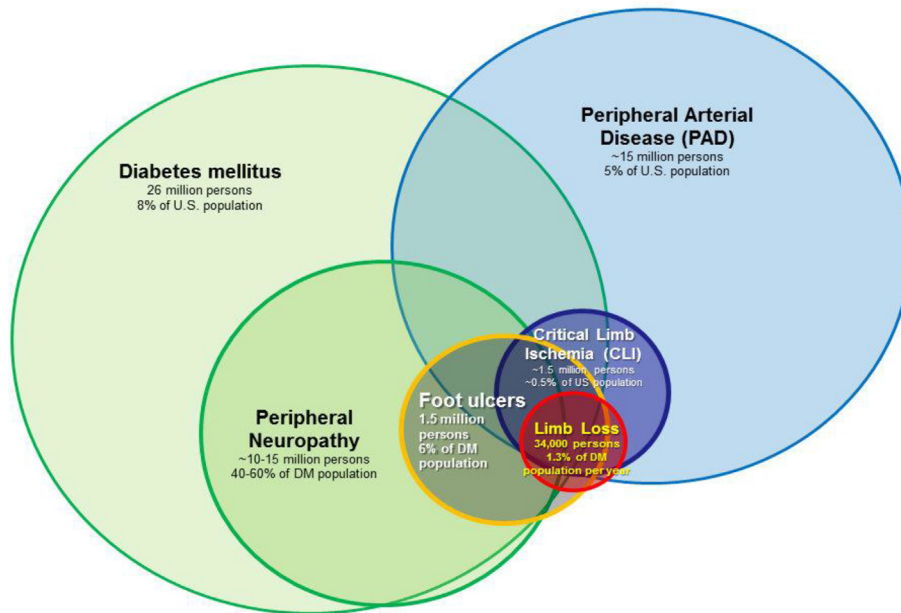 Peripheral Arterial
Disease (PAD)
~15 million persons
5% of U.S. population
Diabetes mellitus
26 million persons
8% of U.S. population
Critical Limb
Ischemia (CLI)
~1.5 million persons
~0.5% of US population
Foot ulcers
1.5 million
persons
6% of DM
population
Limb Loss
34,000 persons
1.3% of DM
population per year
Peripheral
Neuropathy
~10-15 million persons
40-60% of DM population